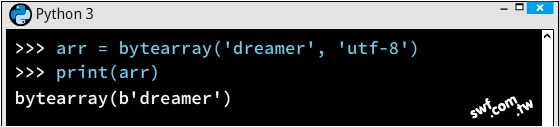 Python 3
>>> arr = bytearray('dreamer', 'utf-8')
>>> print(arr)
bytearray(b'dreamer')
swf.com.tw